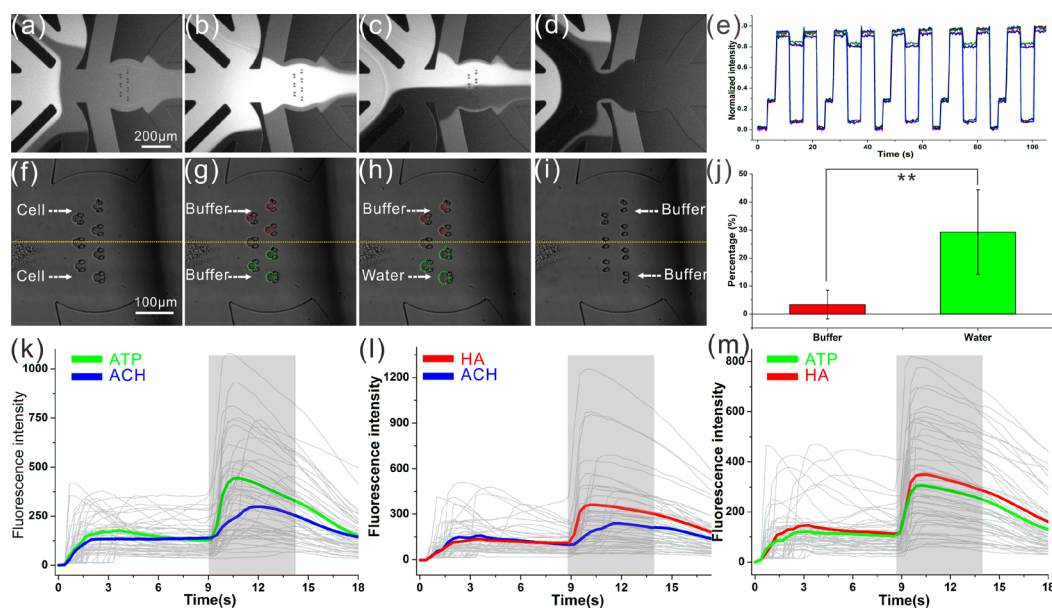 (a)
(b)
(c)
(d)
200μm
(e)
Normalized intensity
0.0
0.2
0.4
0.6
0.8
1.0
0
20
40
60
80
100
Time (s)
(f)
(g)
(h)
(i)
Cell
Buffer
Buffer
Buffer
Cell
Buffer
Water
Buffer
100μm
(j)
**
Percentage (%)
50
40
30
20
10
0
Buffer
Water
(k)
ATP
ACH
Fluorescence intensity
1000
750
500
250
0
0
3
6
9
12
15
18
Time(s)
(l)
HA
ACH
Fluorescence intensity
1200
900
600
300
0
0
3
6
9
12
15
Time(s)
(m)
ATP
HA
Fluorescence intensity
800
600
400
200
0
0
3
6
9
12
15
18
Time(s)